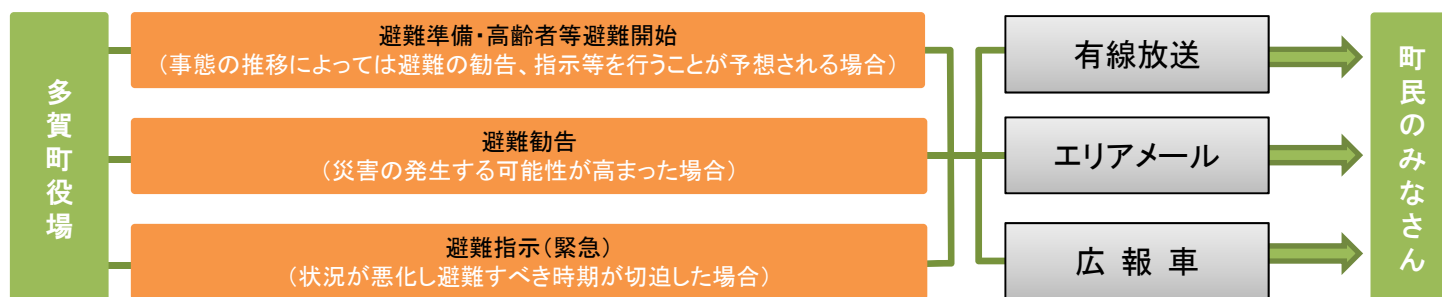 多賀町役場
避難準備・高齢者等避難開始
（事態の推移によっては避難の勧告、指示等を行うことが予想される場合）
避難勧告
（災害の発生する可能性が高まった場合）
避難指示（緊急）
（状況が悪化し避難すべき時期が切迫した場合）
有線放送
エリアメール
広 報 車
町民のみなさん